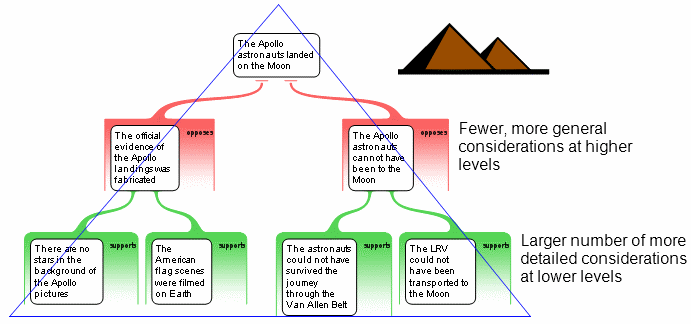 The Apollo
astronauts landed
on the Moon
opposes
The official
evidence of
the Apollo
landings was
fabricated
opposes
The Apollo
astronauts
cannot have
been to the
Moon
Fewer, more general
considerations at higher
levels
supports
There are no
stars in the
background of
the Apollo
pictures
supports
The
American
flag scenes
were filmed
on Earth
supports
The astronauts
could not have
survived the
journey
through the
Van Allen Belt
supports
The LRV
could not
have been
transported to
the Moon
Larger number of more
detailed considerations
at lower levels